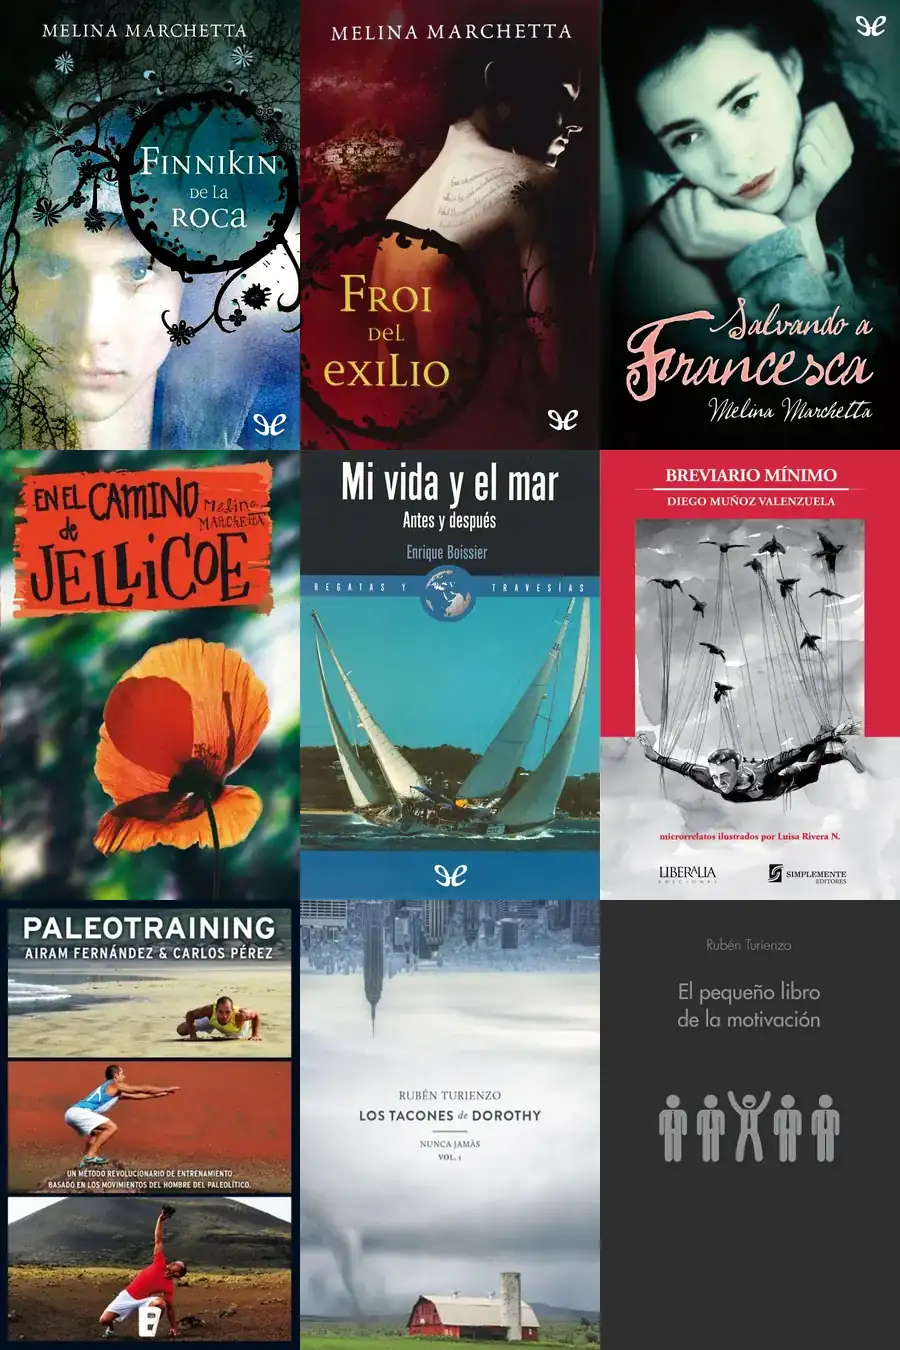 MELINA MARCHETTA
FINNIKIN
DE LA
ROCA
MELINA MARCHETTA
FROI
DEL
EXILIO
Salvando a
Francesca
Melina Marchetta
EN EL CAMINO
de
Melina
MARCHETTA
JELLICOE
Mi vida y el mar
Antes y después
Enrique Boissier
REGATAS Y TRAVESÍAS
BREVIARIO MÍNIMO
DIEGO MUÑOZ VALENZUELA
microrrelatos ilustrados por Luisa Rivera N.
LIBERALIA
EDICIONES
SIMPLEMENTE
EDITORES
PALEOTRAINING
AIRAM FERNÁNDEZ & CARLOS PÉREZ
UN MÉTODO REVOLUCIONARIO DE ENTRENAMIENTO
BASADO EN LOS MOVIMIENTOS DEL HOMBRE DEL PALEOLÍTICO.
B
RUBÉN TURIENZO
LOS TACONES de DOROTHY
NUNCA JAMÁS
VOL. 1
Rubén Turienzo
El pequeño libro
de la motivación